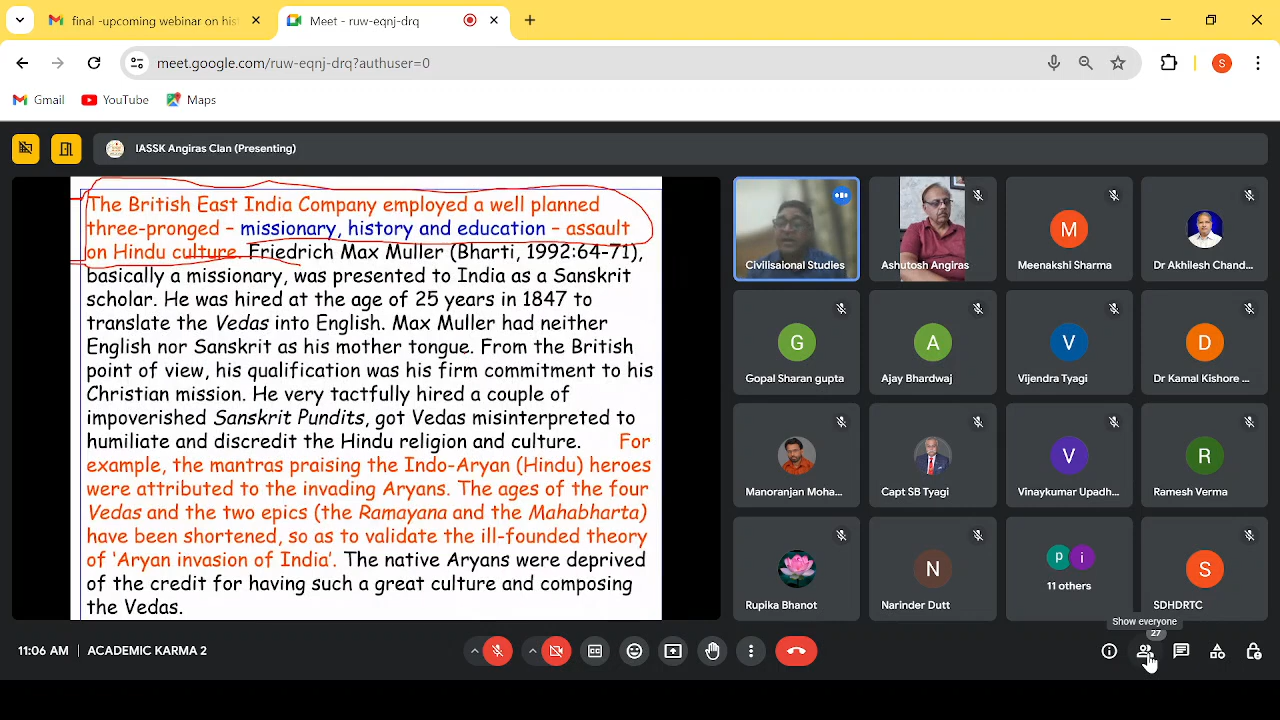 final -upcoming webinar on his
Meet - ruw-eqnj-drq
meet.google.com/ruw-eqnj-drq?authuser=0
S
Gmail
YouTube
Maps
IASSK Angiras Clan (Presenting)
The British East India Company employed a well planned
three-pronged – missionary, history and education – assault
on Hindu culture. Friedrich Max Muller (Bharti, 1992:64-71),
basically a missionary, was presented to India as a Sanskrit
scholar. He was hired at the age of 25 years in 1847 to
translate the Vedas into English. Max Muller had neither
English nor Sanskrit as his mother tongue. From the British
point of view, his qualification was his firm commitment to his
Christian mission. He very tactfully hired a couple of
impoverished Sanskrit Pundits, got Vedas misinterpreted to
humiliate and discredit the Hindu religion and culture. For
example, the mantras praising the Indo-Aryan (Hindu) heroes
were attributed to the invading Aryans. The ages of the four
Vedas and the two epics (the Ramayana and the Mahabharta)
have been shortened, so as to validate the ill-founded theory
of ‘Aryan invasion of India’. The native Aryans were deprived
of the credit for having such a great culture and composing
the Vedas.
Civilisaional Studies
Ashutosh Angiras
M
Meenakshi Sharma
Dr Akhilesh Chand...
G
Gopal Sharan gupta
A
Ajay Bhardwaj
V
Vijendra Tyagi
D
Dr Kamal Kishore ...
Manoranjan Moha...
Capt SB Tyagi
V
Vinaykumar Upadh...
R
Ramesh Verma
Rupika Bhanot
N
Narinder Dutt
p i
11 others
S
SDHDRTC
Show everyone
27
11:06 AM | ACADEMIC KARMA 2